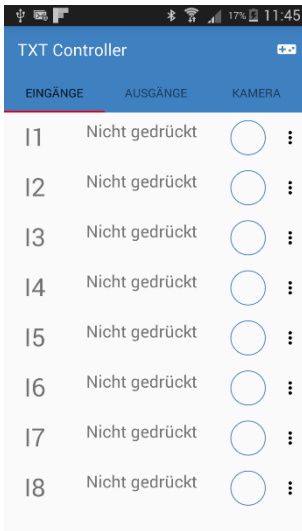 17% 11:45
TXT Controller
EINGÄNGE AUSGÄNGE KAMERA
I1 Nicht gedrückt
I2 Nicht gedrückt
I3 Nicht gedrückt
I4 Nicht gedrückt
I5 Nicht gedrückt
I6 Nicht gedrückt
I7 Nicht gedrückt
I8 Nicht gedrückt